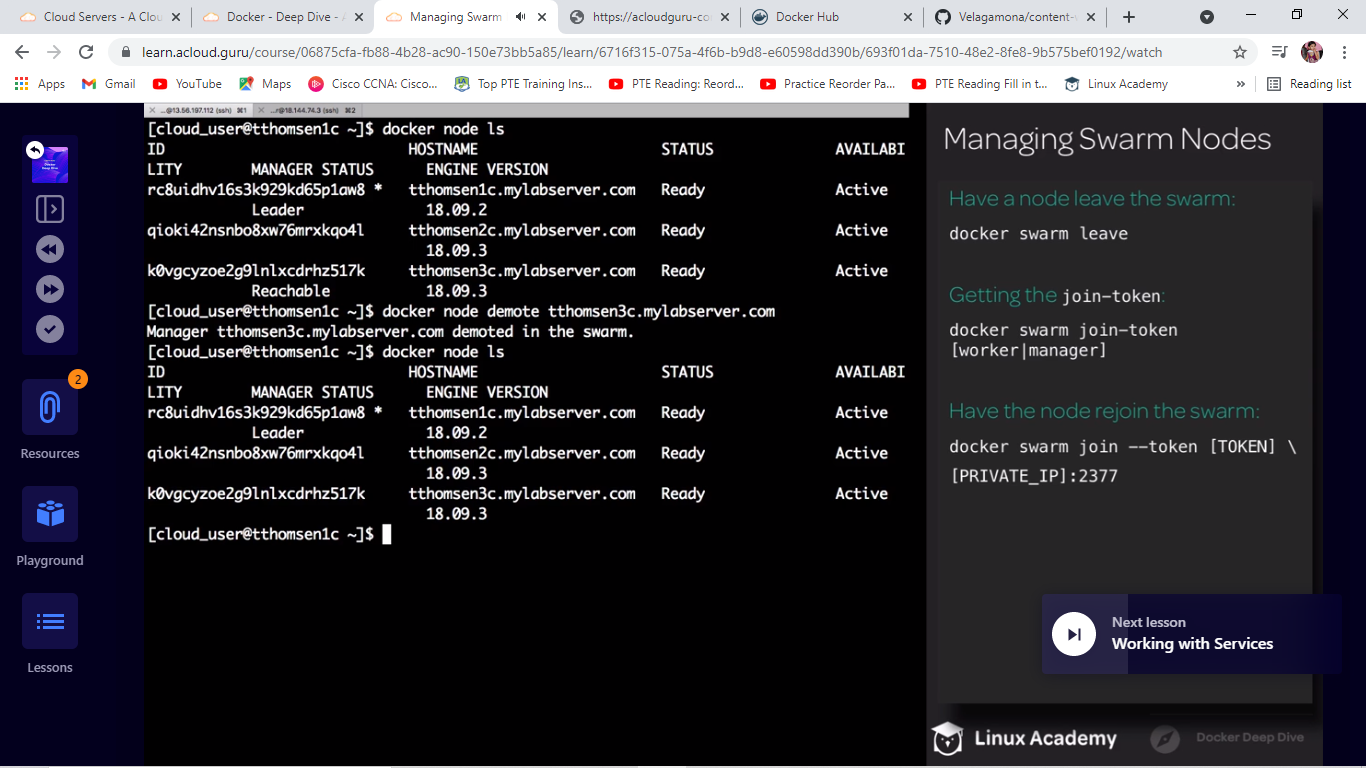 Cloud Servers - A Clou
Docker - Deep Dive - A
Managing Swarm
https://acloudguru-co
Docker Hub
Velagamona/content-
learn.acloud.guru/course/06875cfa-fb88-4b28-ac90-150e73bb5a85/learn/6716f315-075a-4f6b-b9d8-e60598dd390b/693f01da-7510-48e2-8fe8-9b575bef0192/watch
Apps
Gmail
YouTube
Maps
Cisco CCNA: Cisco...
Top PTE Training Ins...
PTE Reading: Reord...
Practice Reorder Pa...
PTE Reading Fill in t...
Linux Academy
»
Reading list
Docker
Deep Dive
2
Resources
Playground
Lessons
...@13.56.197.112 (ssh) ⌘1
...r@18.144.74.3 (ssh) ⌘2
[cloud_user@tthomsen1c ~]$ docker node ls
ID HOSTNAME STATUS AVAILABI
LITY MANAGER STATUS ENGINE VERSION
rc8uidhv16s3k929kd65p1aw8 * tthomsen1c.mylabserver.com Ready Active
Leader 18.09.2
qioki42nsnbo8xw76mrxkqo4l tthomsen2c.mylabserver.com Ready Active
18.09.3
k0vgcyzoe2g9lnlxcdrhz517k tthomsen3c.mylabserver.com Ready Active
Reachable 18.09.3
[cloud_user@tthomsen1c ~]$ docker node demote tthomsen3c.mylabserver.com
Manager tthomsen3c.mylabserver.com demoted in the swarm.
[cloud_user@tthomsen1c ~]$ docker node ls
ID HOSTNAME STATUS AVAILABI
LITY MANAGER STATUS ENGINE VERSION
rc8uidhv16s3k929kd65p1aw8 * tthomsen1c.mylabserver.com Ready Active
Leader 18.09.2
qioki42nsnbo8xw76mrxkqo4l tthomsen2c.mylabserver.com Ready Active
18.09.3
k0vgcyzoe2g9lnlxcdrhz517k tthomsen3c.mylabserver.com Ready Active
18.09.3
[cloud_user@tthomsen1c ~]$
Managing Swarm Nodes
Have a node leave the swarm:
docker swarm leave
Getting the join-token:
docker swarm join-token
[worker|manager]
Have the node rejoin the swarm:
docker swarm join --token [TOKEN] \
[PRIVATE_IP]:2377
Next lesson
Working with Services
Linux Academy
Docker Deep Dive